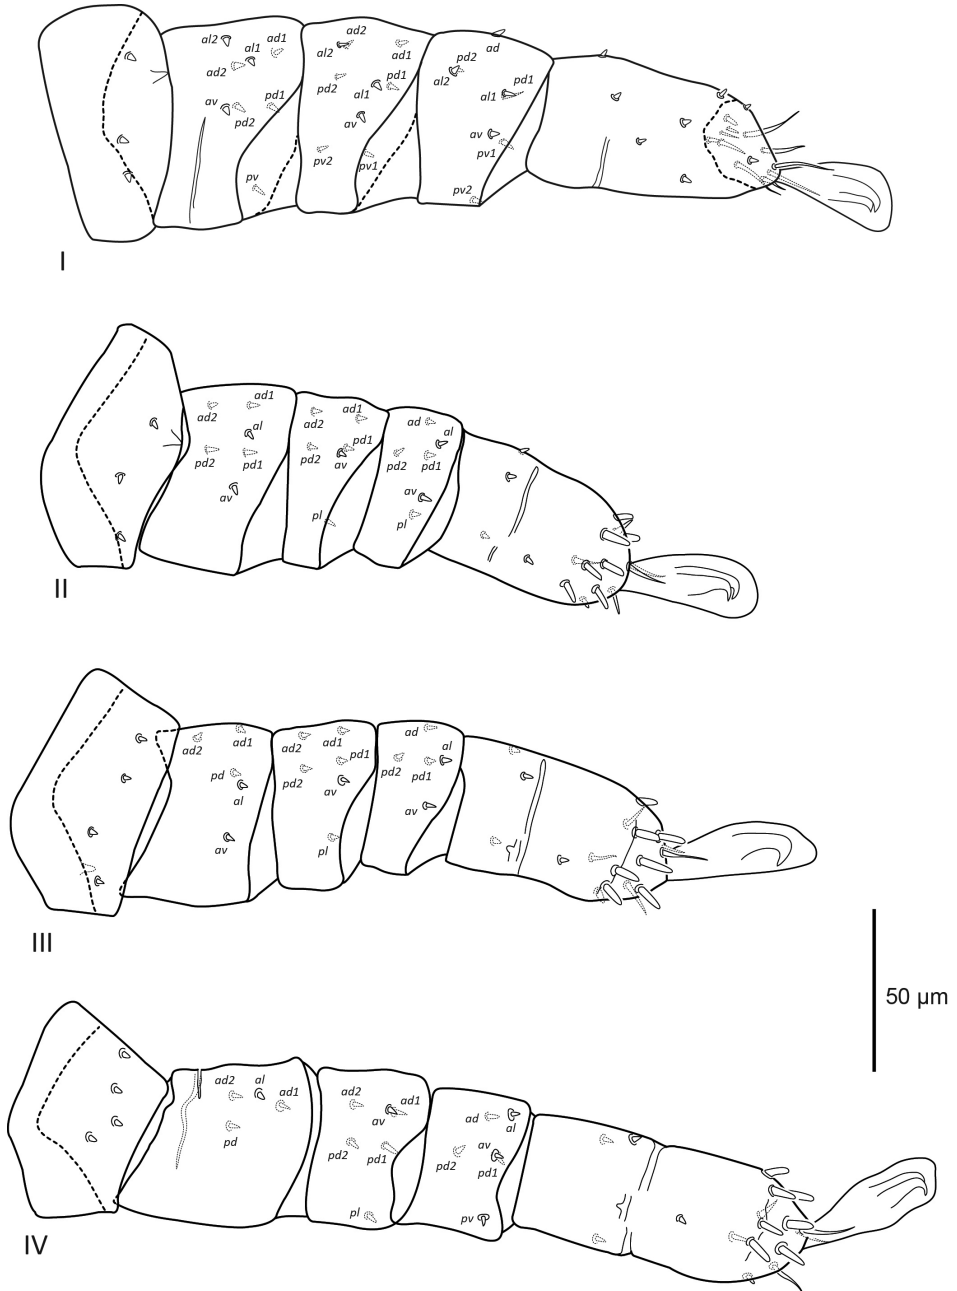 al2 al1 ad1
ad2
av pd2 pd1
pv
ad2
al2 ad1
pd2 al1 pd1
av
pv2 pv1
ad
pd2
al2 pd1
al1
av
pv1
pv2
I
ad1
ad2
al
pd2 pd1
av
ad1
ad2
pd1
pd2 av
pl
ad
al
pd2 pd1
av
pl
II
ad2 ad1
pd
al
av
ad2 ad1
pd1
pd2
av
pl
ad
al
pd2 pd1
av
III
50 µm
ad2 al
ad1
pd
ad2
ad1
av
pd2 pd1
pl
ad
al
av
pd2 pd1
pv
IV